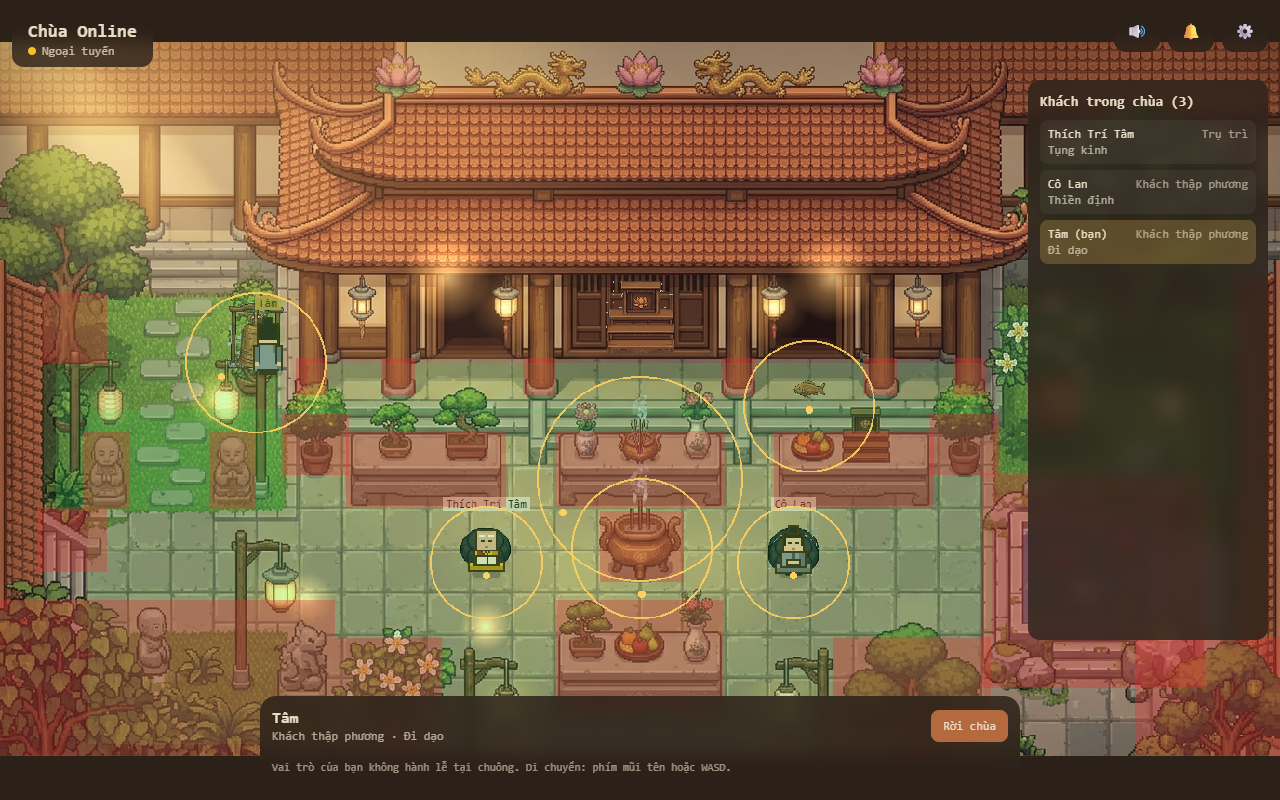 Chùa Online
Ngoại tuyến
Khách trong chùa (3)
Thích Trí Tâm
Trụ trì
Tụng kinh
Cô Lan
Khách thập phương
Thiền định
Tâm (bạn)
Khách thập phương
Đi dạo
Tâm
Thích Trí Tâm
Cô Lan
Tâm
Khách thập phương · Đi dạo
Rời chùa
Vai trò của bạn không hành lễ tại chuông. Di chuyển: phím mũi tên hoặc WASD.